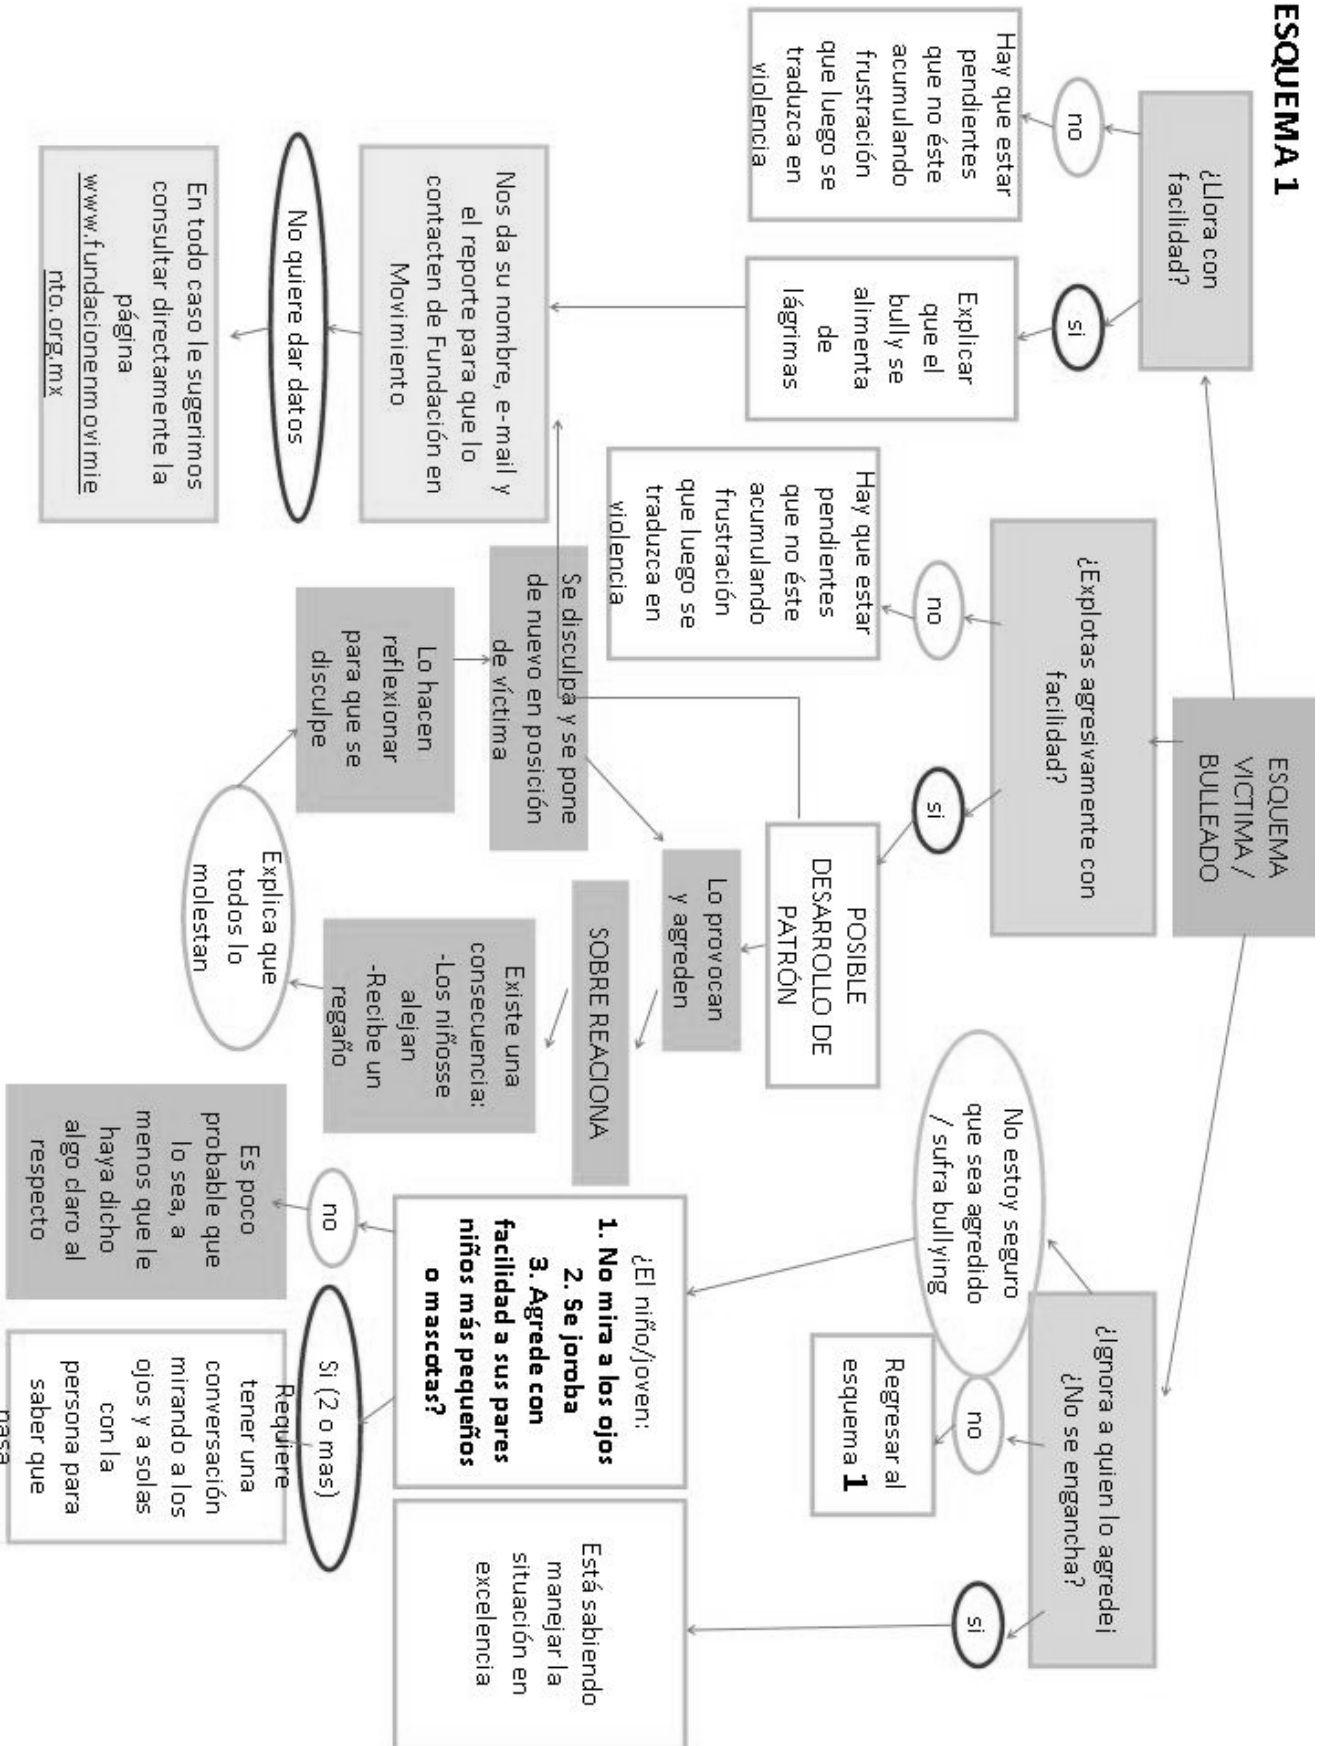 ESQUEMA 1
ESQUEMA
VICTIMA /
BULLEADO
¿Llora con
facilidad?
no
Hay que estar
pendientes
que no éste
acumulando
frustración
que luego se
traduzca en
violencia
si
Explicar
que el
bully se
alimenta
de
lágrimas
Nos da su nombre, e-mail y
el reporte para que lo
contacten de Fundación en
Movimiento
No quiere dar datos
En todo caso le sugerimos
consultar directamente la
página
www.fundacionenmovimie
nto.org.mx
¿Explotas agresivamente con
facilidad?
no
Hay que estar
pendientes
que no éste
acumulando
frustración
que luego se
traduzca en
violencia
si
POSIBLE
DESARROLLO DE
PATRÓN
Lo provocan
y agreden
SOBRE REACIONA
Existe una
consecuencia:
-Los niñosse
alejan
-Recibe un
regaño
Explica que
todos lo
molestan
Lo hacen
reflexionar
para que se
disculpe
Se disculpa y se pone
de nuevo en posición
de víctima
¿Ignora a quien lo agrede¡
¿No se engancha?
No estoy seguro
que sea agredido
/ sufra bullying
no
Regresar al
esquema 1
si
Está sabiendo
manejar la
situación en
excelencia
¿El niño/joven:
1. No mira a los ojos
2. Se joroba
3. Agrede con
facilidad a sus pares
niños más pequeños
o mascotas?
no
Es poco
probable que
lo sea, a
menos que le
haya dicho
algo claro al
respecto
Si (2 o mas)
Requiere
tener una
conversación
mirando a los
ojos y a solas
con la
persona para
saber que
pasa